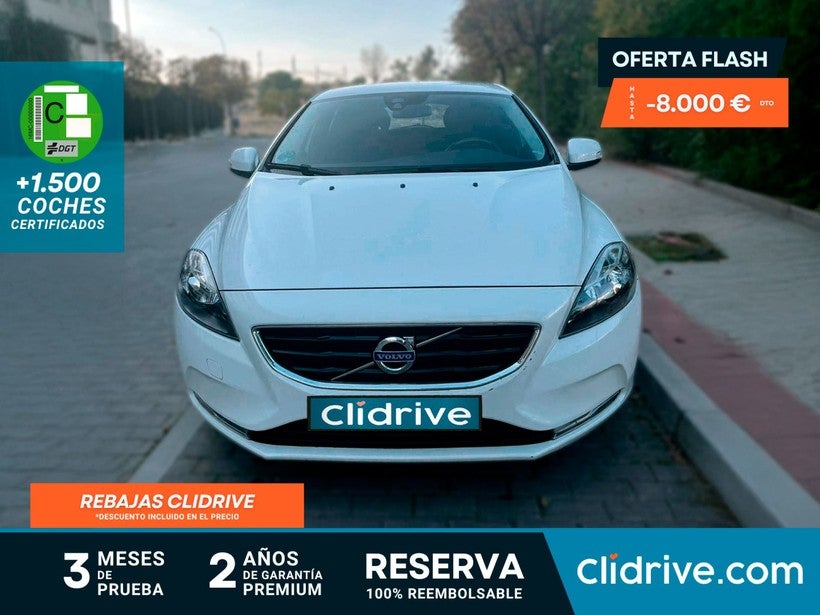 C
DGT
+1.500
COCHES
CERTIFICADOS
OFERTA FLASH
HASTA
-8.000 € DTO
VOLVO
Clidrive
REBAJAS CLIDRIVE
*DESCUENTO INCLUIDO EN EL PRECIO
3 MESES
DE
PRUEBA
2 AÑOS
DE GARANTÍA
PREMIUM
RESERVA
100% REEMBOLSABLE
Clidrive.com